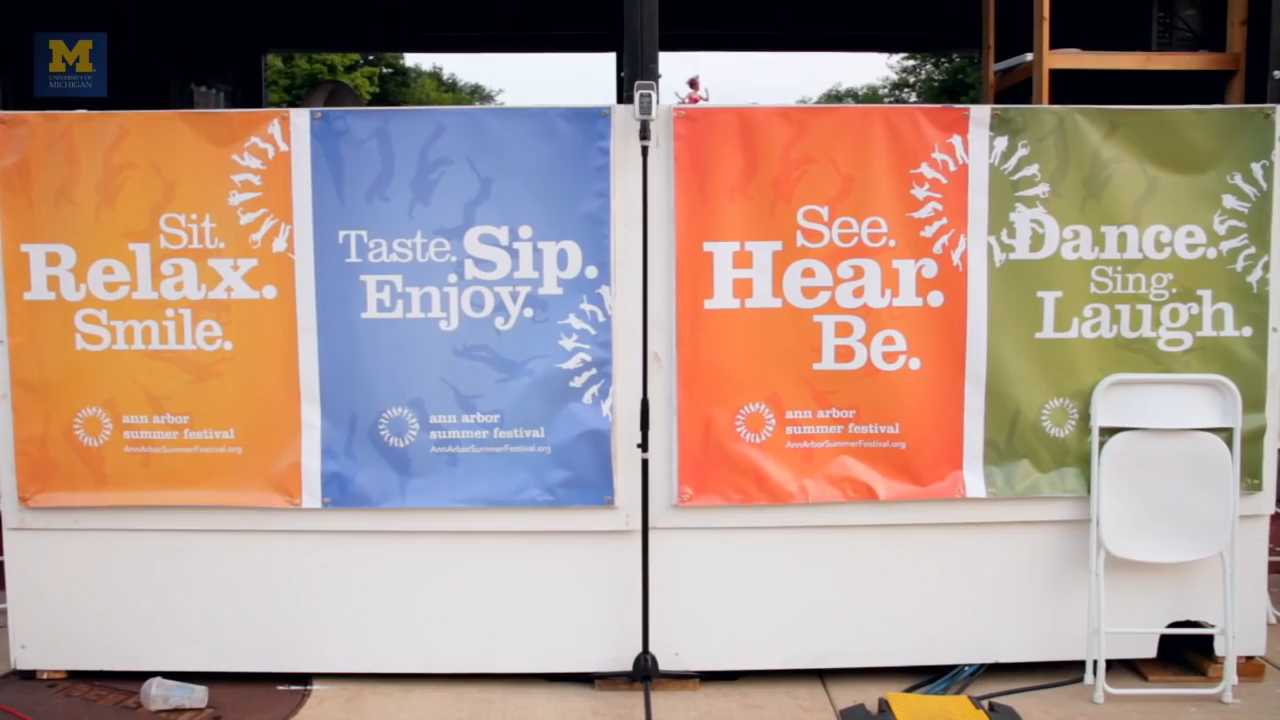 M
UNIVERSITY OF
MICHIGAN
Sit.
Relax.
Smile.
ann arbor
summer festival
AnnArborSummerFestival.org
Taste. Sip.
Enjoy.
ann arbor
summer festival
AnnArborSummerFestival.org
See.
Hear.
Be.
ann arbor
summer festival
AnnArborSummerFestival.org
Dance.
Sing.
Laugh.